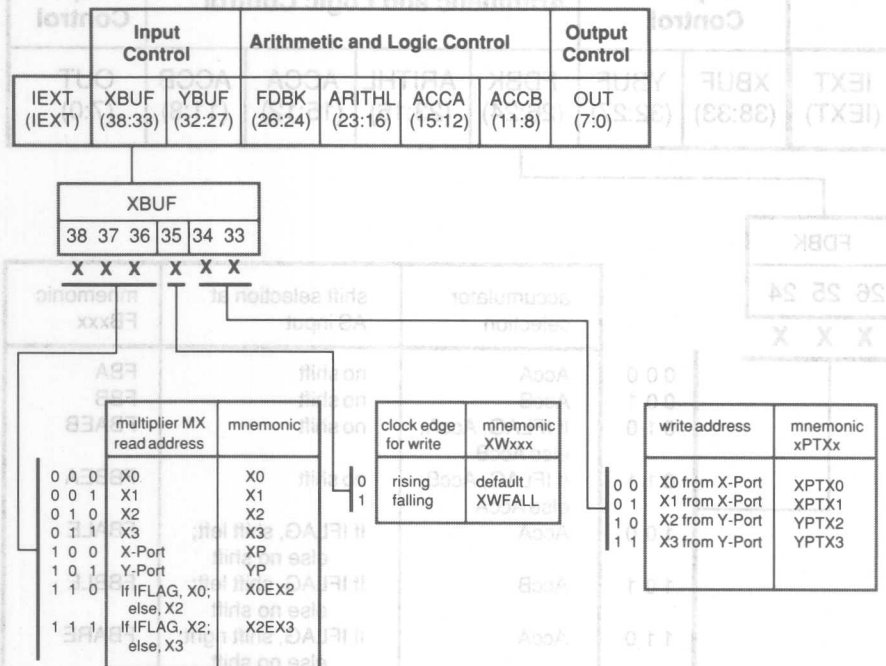 Input Control
Arithmetic and Logic Control
Output Control
IEXT XBUF YBUF FDBK ARITHL ACCA ACCB OUT
(IEXT) (38:33) (32:27) (26:24) (23:16) (15:12) (11:8) (7:0)
XBUF
38 37 36 35 34 33
X X X X X X
multiplier MX read address
mnemonic
0 0 0 X0 X0
0 0 1 X1 X1
0 1 0 X2 X2
0 1 1 X3 X3
1 0 0 X-Port XP
1 0 1 Y-Port YP
1 1 0 If IFLAG, X0; X0EX2
else, X2
1 1 1 If IFLAG, X2; X2EX3
else, X3
clock edge mnemonic
for write XWxxx
0 rising default
1 falling XWFALL
write address mnemonic
xPTXx
0 0 X0 from X-Port XPTX0
0 1 X1 from X-Port XPTX1
1 0 X2 from Y-Port YPTX2
1 1 X3 from Y-Port YPTX3